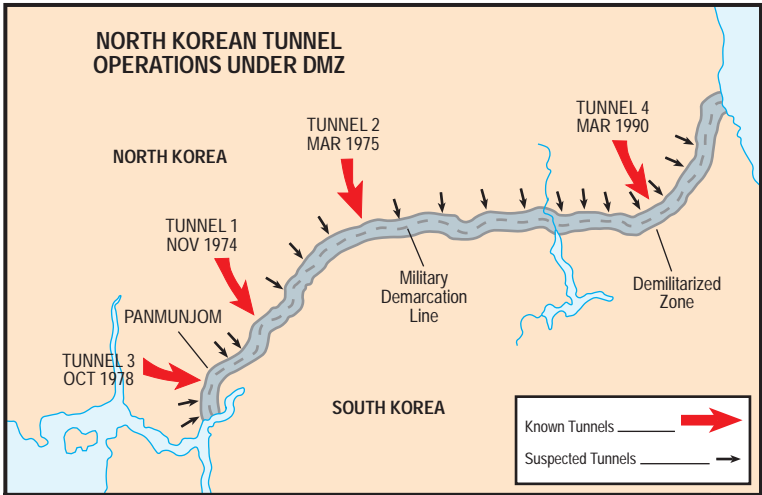 NORTH KOREAN TUNNEL
OPERATIONS UNDER DMZ
TUNNEL 4
MAR 1990
TUNNEL 2
MAR 1975
NORTH KOREA
TUNNEL 1
NOV 1974
Military
Demarcation
Line
Demilitarized
Zone
PANMUNJOM
TUNNEL 3
OCT 1978
SOUTH KOREA
Known Tunnels
Suspected Tunnels